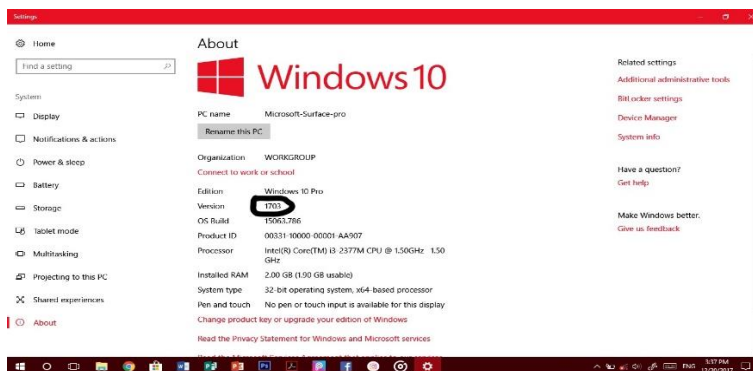 Settings
Home
Find a setting
System
Display
Notifications & actions
Power & sleep
Battery
Storage
Tablet mode
Multitasking
Projecting to this PC
Shared experiences
About
About
Windows 10
PC name Microsoft-Surface-pro
Rename this PC
Organization WORKGROUP
Connect to work or school
Edition Windows 10 Pro
Version 1703
OS Build 15063.786
Product ID 00331-10000-00001-AA907
Processor Intel(R) Core(TM) i3-2377M CPU @ 1.50GHz 1.50
GHz
Installed RAM 2.00 GB (1.90 GB usable)
System type 32-bit operating system, x64-based processor
Pen and touch No pen or touch input is available for this display
Change product key or upgrade your edition of Windows
Read the Privacy Statement for Windows and Microsoft services
Related settings
Additional administrative tools
BitLocker settings
Device Manager
System info
Have a question?
Get help
Make Windows better.
Give us feedback
ENG
3:37 PM
12/20/2017